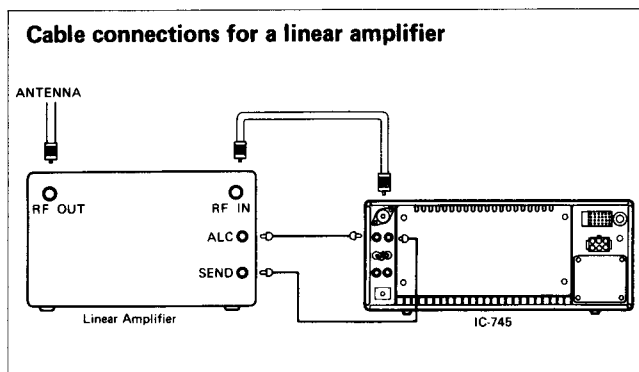 Cable connections for a linear amplifier
ANTENNA
RF OUT
RF IN
ALC
SEND
Linear Amplifier
IC-745